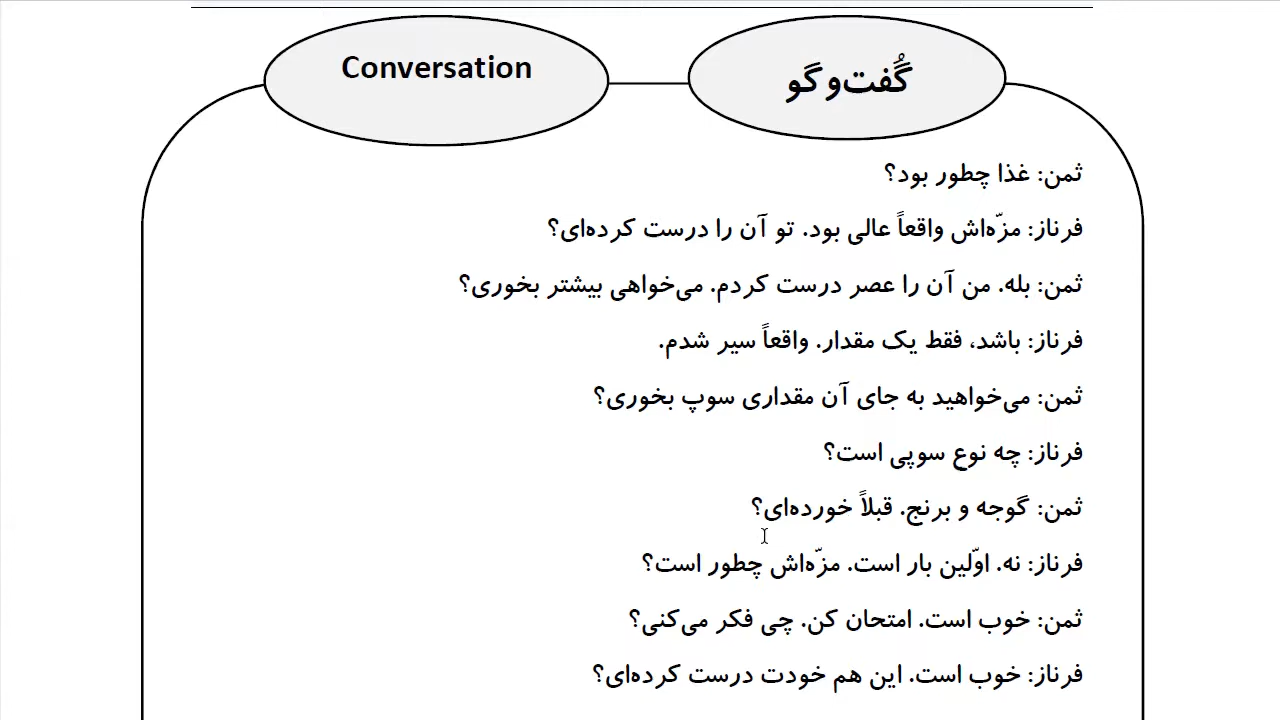 Conversation
گُفت‌و گو
ثمن: غذا چطور بود؟
فرناز: مزّه‌اش واقعاً عالی بود. تو آن را درست کرده‌ای؟
ثمن: بله. من آن را عصر درست کردم. می‌خواهی بیشتر بخوری؟
فرناز: باشد، فقط یک مقدار. واقعاً سیر شدم.
ثمن: می‌خواهید به جای آن مقداری سوپ بخوری؟
فرناز: چه نوع سوپی است؟
ثمن: گوجه و برنج. قبلاً خورده‌ای؟
فرناز: نه. اوّلین بار است. مزّه‌اش چطور است؟
ثمن: خوب است. امتحان کن. چی فکر می‌کنی؟
فرناز: خوب است. این هم خودت درست کرده‌ای؟